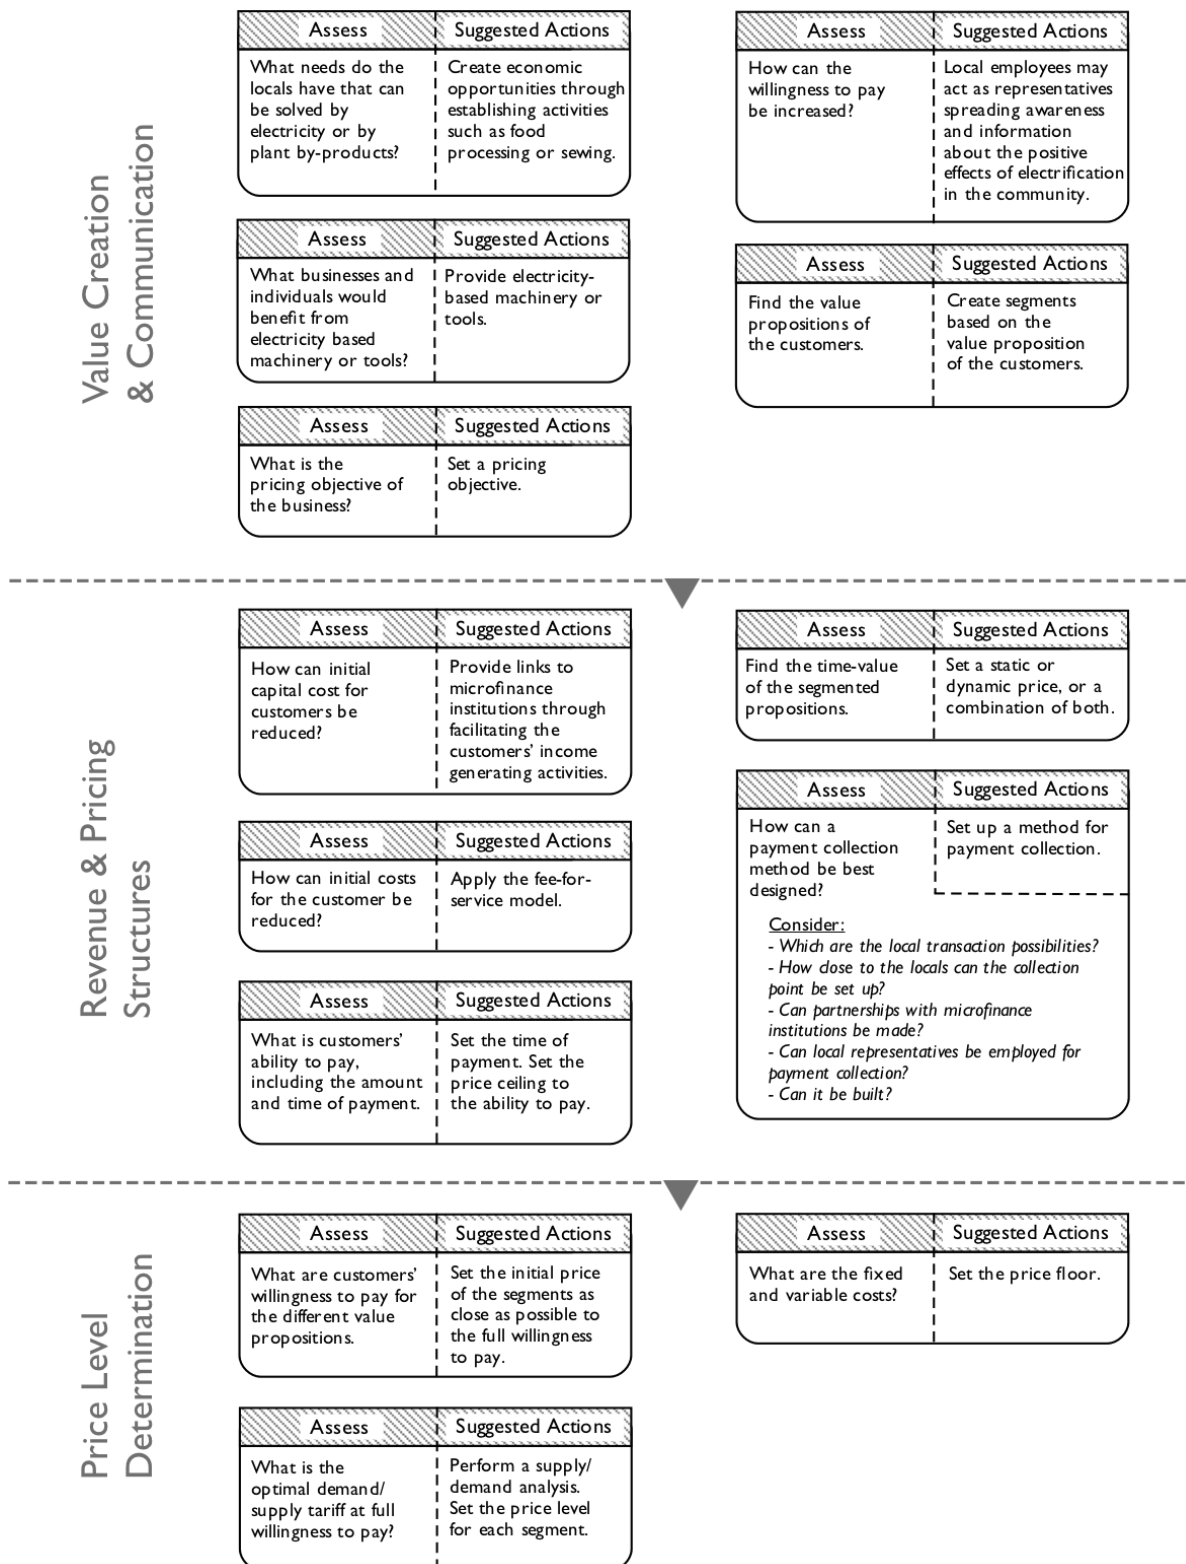 Value Creation
& Communication
Assess
Suggested Actions
What needs do the
locals have that can
be solved by
electricity or by
plant by-products?
Create economic
opportunities through
establishing activities
such as food
processing or sewing.
Assess
Suggested Actions
What businesses and
individuals would
benefit from
electricity based
machinery or tools?
Provide electricity-
based machinery or
tools.
Assess
Suggested Actions
What is the
pricing objective of
the business?
Set a pricing
objective.
Assess
Suggested Actions
How can the
willingness to pay
be increased?
Local employees may
act as representatives
spreading awareness
and information
about the positive
effects of electrification
in the community.
Assess
Suggested Actions
Find the value
propositions of
the customers.
Create segments
based on the
value proposition
of the customers.
Revenue & Pricing
Structures
Assess
Suggested Actions
How can initial
capital cost for
customers be
reduced?
Provide links to
microfinance
institutions through
facilitating the
customers' income
generating activities.
Assess
Suggested Actions
How can initial costs
for the customer be
reduced?
Apply the fee-for-
service model.
Assess
Suggested Actions
What is customers'
ability to pay,
including the amount
and time of payment.
Set the time of
payment. Set the
price ceiling to
the ability to pay.
Assess
Suggested Actions
Find the time-value
of the segmented
propositions.
Set a static or
dynamic price, or a
combination of both.
Assess
Suggested Actions
How can a
payment collection
method be best
designed?
Set up a method for
payment collection.
Consider:
- Which are the local transaction possibilities?
- How close to the locals can the collection
point be set up?
- Can partnerships with microfinance
institutions be made?
- Can local representatives be employed for
payment collection?
- Can it be built?
Price Level
Determination
Assess
Suggested Actions
What are customers'
willingness to pay for
the different value
propositions.
Set the initial price
of the segments as
close as possible to
the full willingness
to pay.
Assess
Suggested Actions
What is the
optimal demand/
supply tariff at full
willingness to pay?
Perform a supply/
demand analysis.
Set the price level
for each segment.
Assess
Suggested Actions
What are the fixed
and variable costs?
Set the price floor.